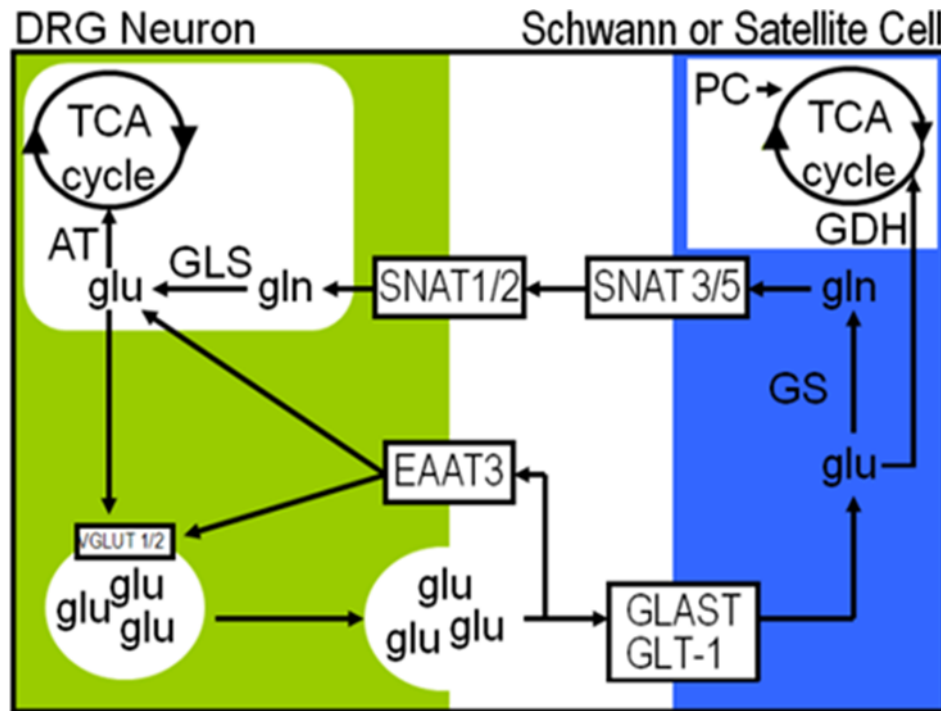 DRG Neuron
Schwann or Satellite Cell
TCA
cycle
PC
TCA
cycle
AT
GLS
GDH
glu
gln
SNAT1/2
SNAT 3/5
gln
GS
EAAT3
glu
VGLUT 1/2
glu
glu
glu
glu
glu
glu
GLAST
GLT-1